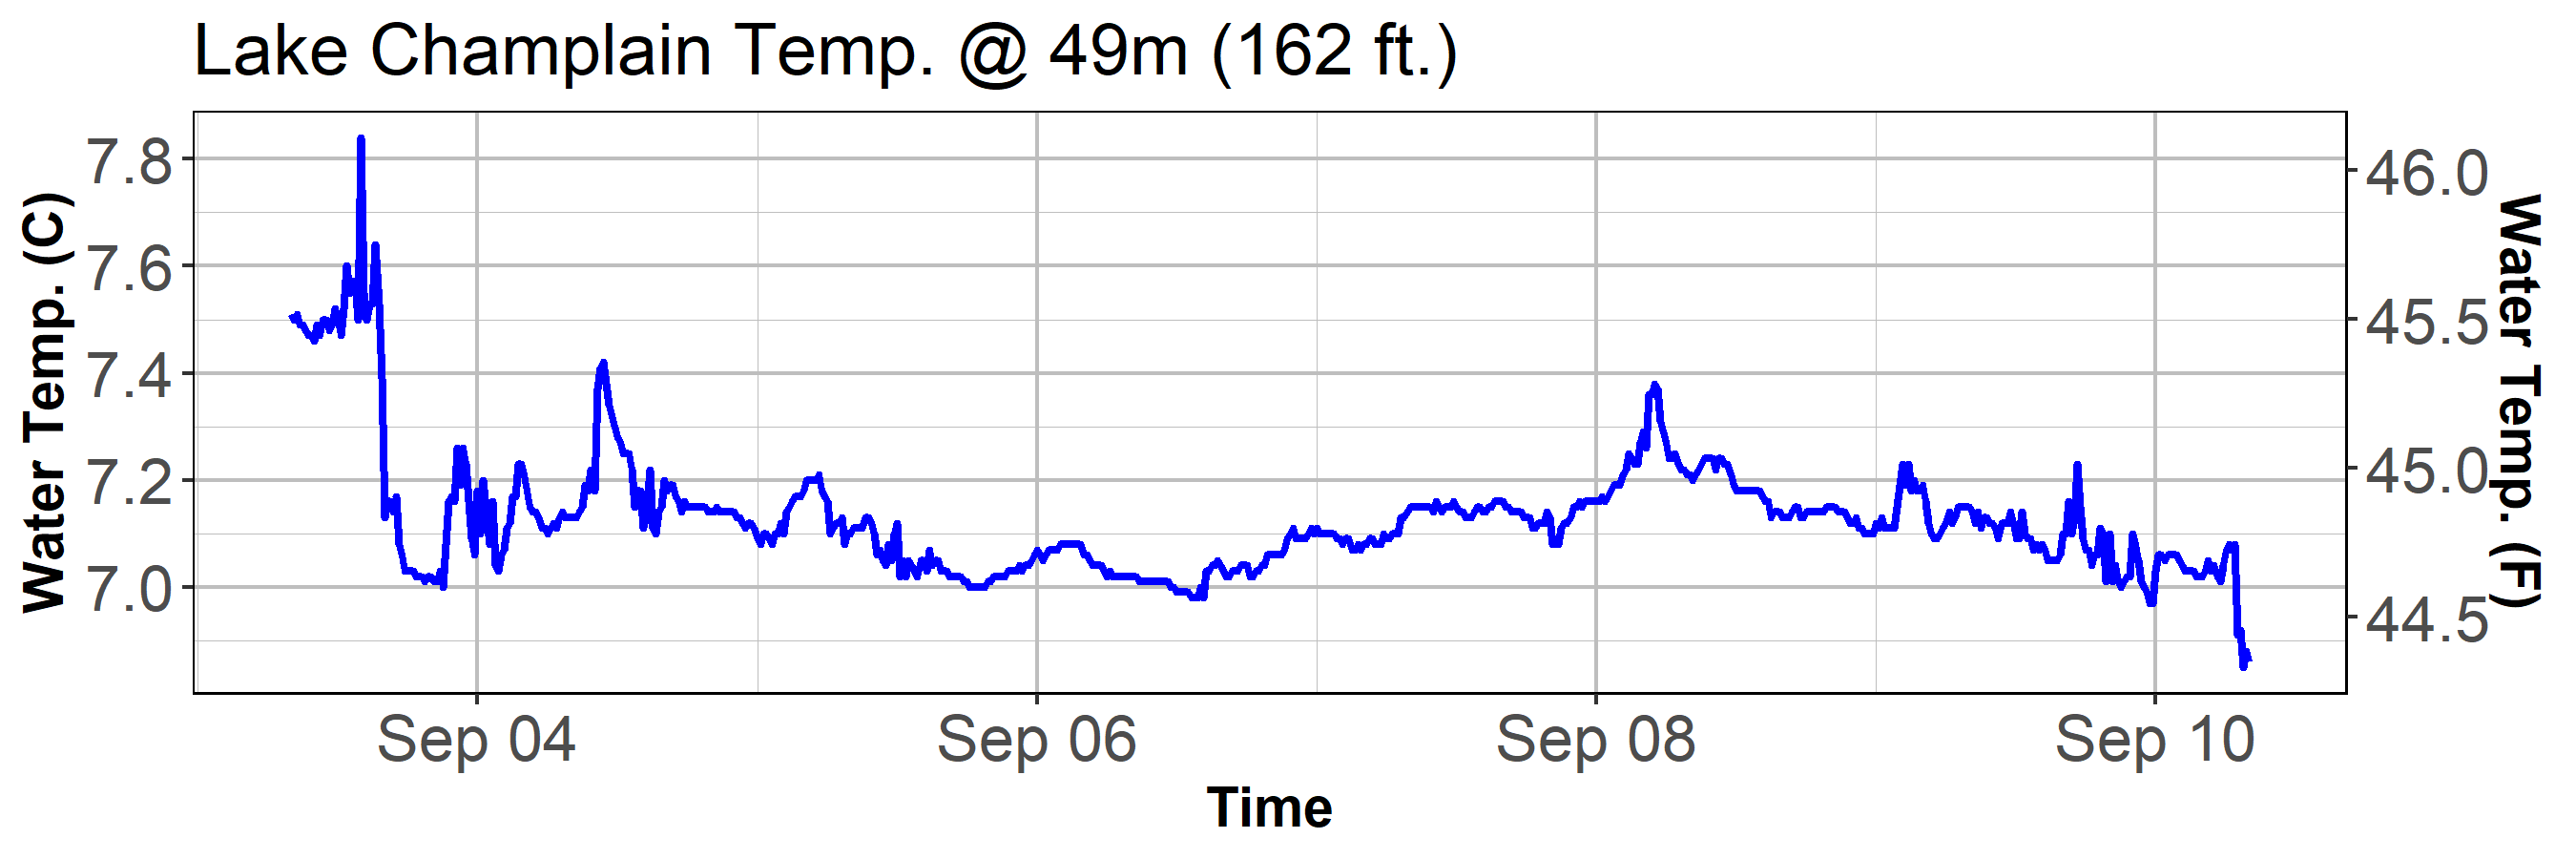 Lake Champlain Temp. @ 49m (162 ft.)
Water Temp. (C)
7.8
7.6
7.4
7.2
7.0
46.0
45.5
45.0
44.5
Water Temp. (F)
Sep 04 Sep 06 Sep 08 Sep 10
Time